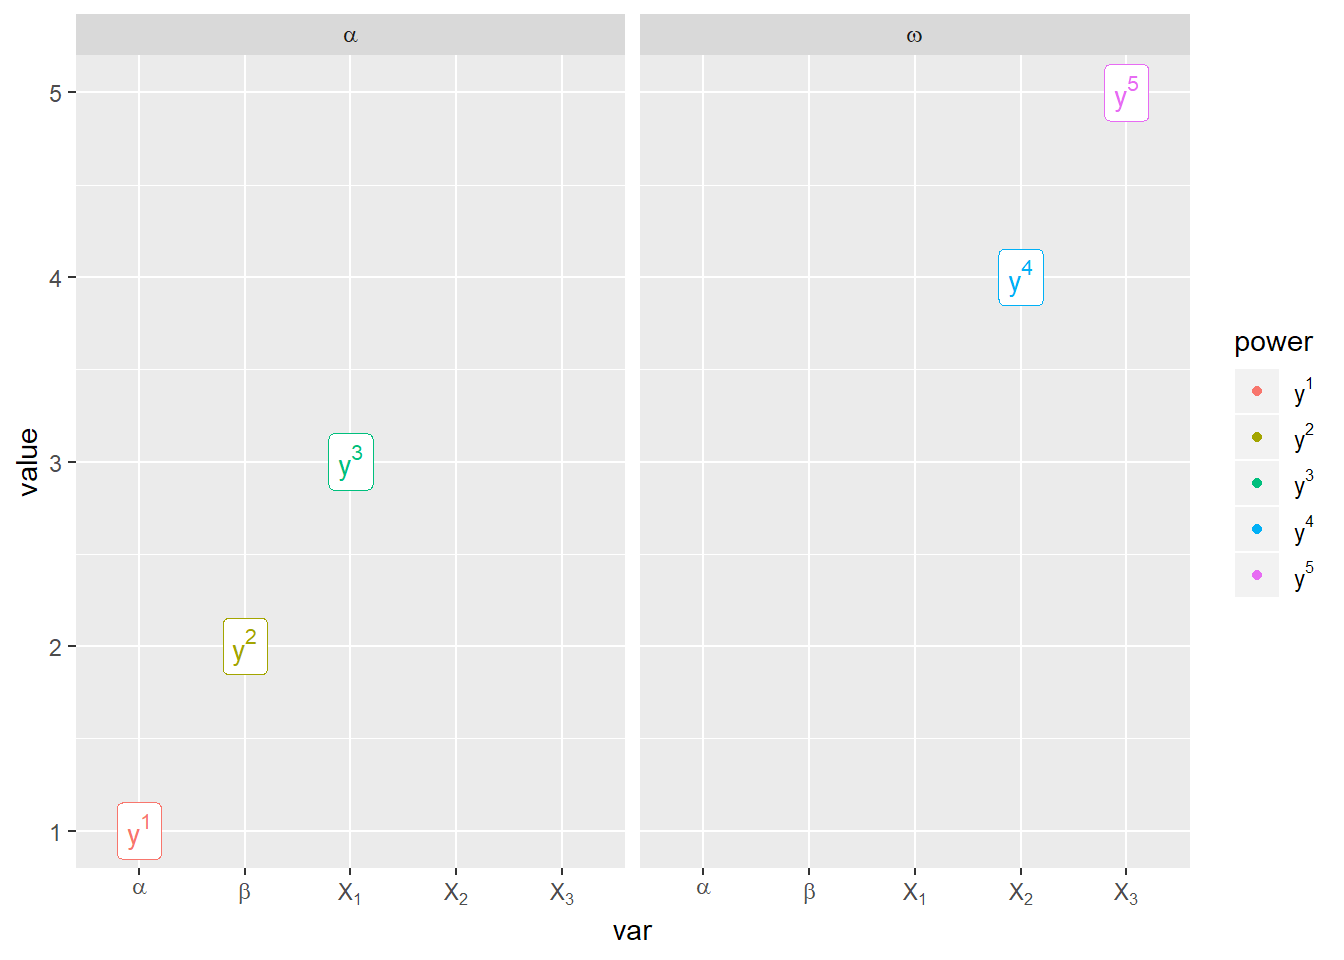 α ω
5
4
3
2
1
value
y⁵
y⁴
y³
y²
y¹
α β X₁ X₂ X₃ α β X₁ X₂ X₃
var
power
y¹
y²
y³
y⁴
y⁵